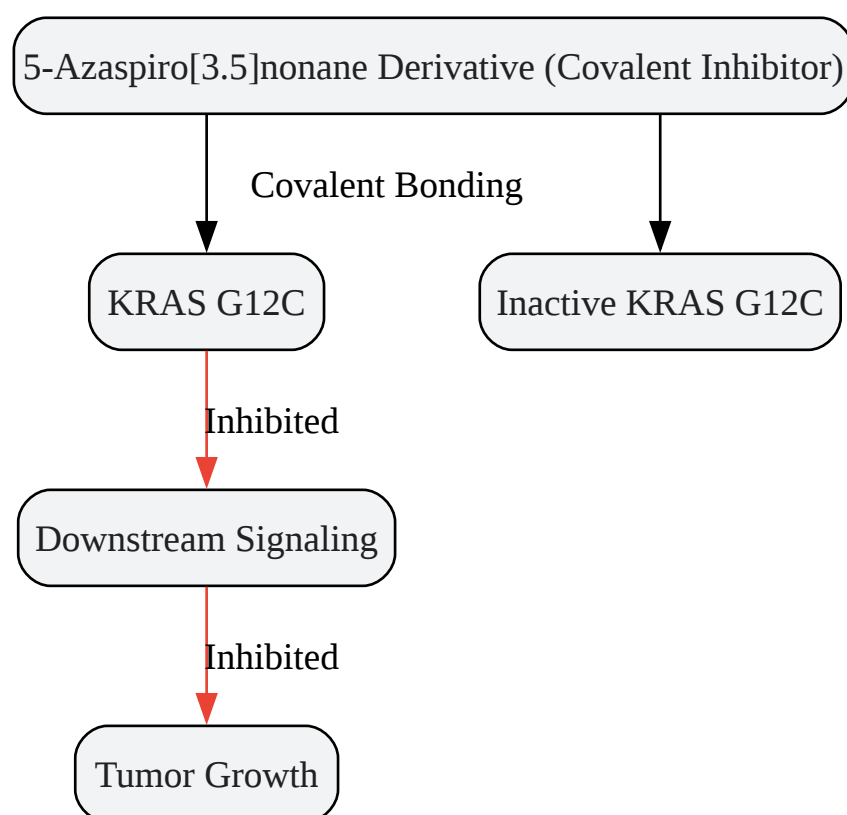 5-Azaspiro[3.5]nonane Derivative (Covalent Inhibitor)
Covalent Bonding
KRAS G12C
Inactive KRAS G12C
Inhibited
Downstream Signaling
Inhibited
Tumor Growth